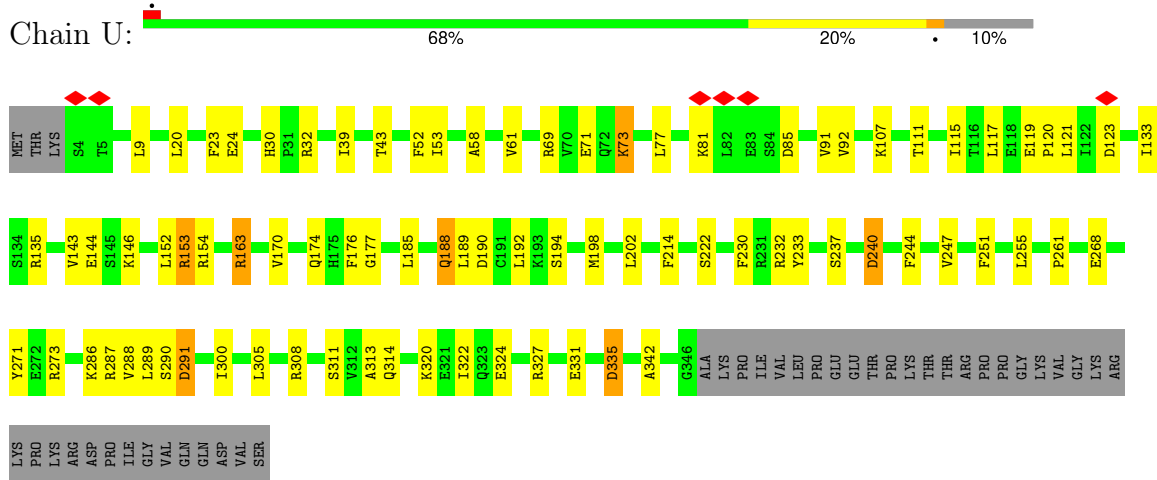 Chain U:
•
68% 20% • 10%
MET THR LYS S4 T5 L9 L20 F23 E24 H30 P31 R32 I39 T43 F52 I53 A58 V61 R69 V70 E71 Q72 K73 L77 K81 L82 E83 S84 D85 V91 V92 K107 T111 I115 T116 L117 E118 E119 P120 L121 I122 D123 I133
S134 R135 V143 E144 S145 K146 L152 R153 R154 R163 V170 Q174 H175 F176 G177 L185 Q188 L189 D190 C191 L192 K193 S194 M198 L202 F214 S222 F230 R231 R232 Y233 S237 D240 F244 V247 F251 L255 P261 E268
Y271 E272 R273 K286 R287 V288 L289 S290 D291 I300 L305 R308 S311 V312 A313 Q314 K320 E321 I322 Q323 E324 R327 E331 D335 A342 G346 ALA LYS PRO ILE VAL LEU PRO GLU GLU THR PRO LYS THR THR ARG PRO PRO GLY LYS VAL GLY LYS ARG
LYS PRO LYS ARG ASP PRO ILE GLY VAL GLN GLN ASP VAL SER